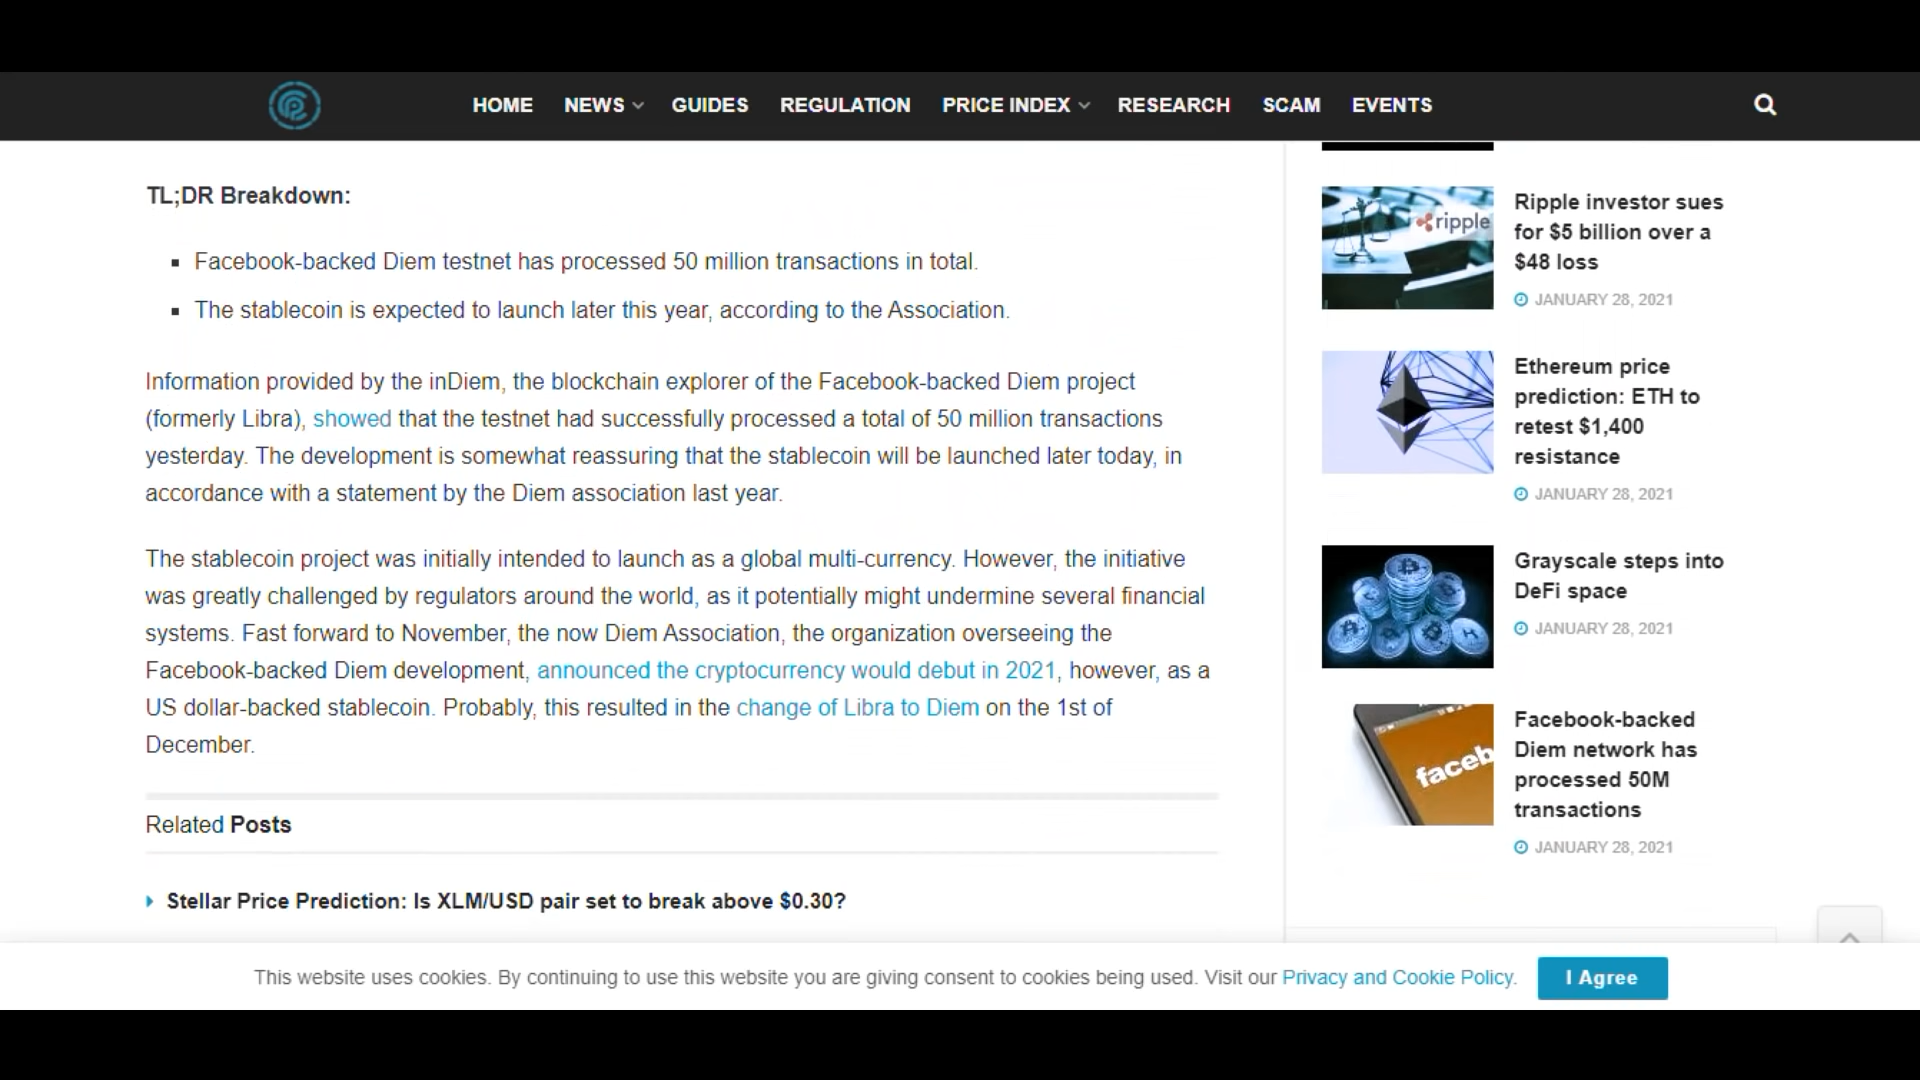 HOME NEWS GUIDES REGULATION PRICE INDEX RESEARCH SCAM EVENTS
TL;DR Breakdown:
Facebook-backed Diem testnet has processed 50 million transactions in total.
The stablecoin is expected to launch later this year, according to the Association.
Information provided by the inDiem, the blockchain explorer of the Facebook-backed Diem project
(formerly Libra), showed that the testnet had successfully processed a total of 50 million transactions
yesterday. The development is somewhat reassuring that the stablecoin will be launched later today, in
accordance with a statement by the Diem association last year.
The stablecoin project was initially intended to launch as a global multi-currency. However, the initiative
was greatly challenged by regulators around the world, as it potentially might undermine several financial
systems. Fast forward to November, the now Diem Association, the organization overseeing the
Facebook-backed Diem development, announced the cryptocurrency would debut in 2021, however, as a
US dollar-backed stablecoin. Probably, this resulted in the change of Libra to Diem on the 1st of
December.
Related Posts
Stellar Price Prediction: Is XLM/USD pair set to break above $0.30?
ripple
Ripple investor sues
for $5 billion over a
$48 loss
JANUARY 28, 2021
Ethereum price
prediction: ETH to
retest $1,400
resistance
JANUARY 28, 2021
Grayscale steps into
DeFi space
JANUARY 28, 2021
faceb
Facebook-backed
Diem network has
processed 50M
transactions
JANUARY 28, 2021
This website uses cookies. By continuing to use this website you are giving consent to cookies being used. Visit our Privacy and Cookie Policy.
I Agree